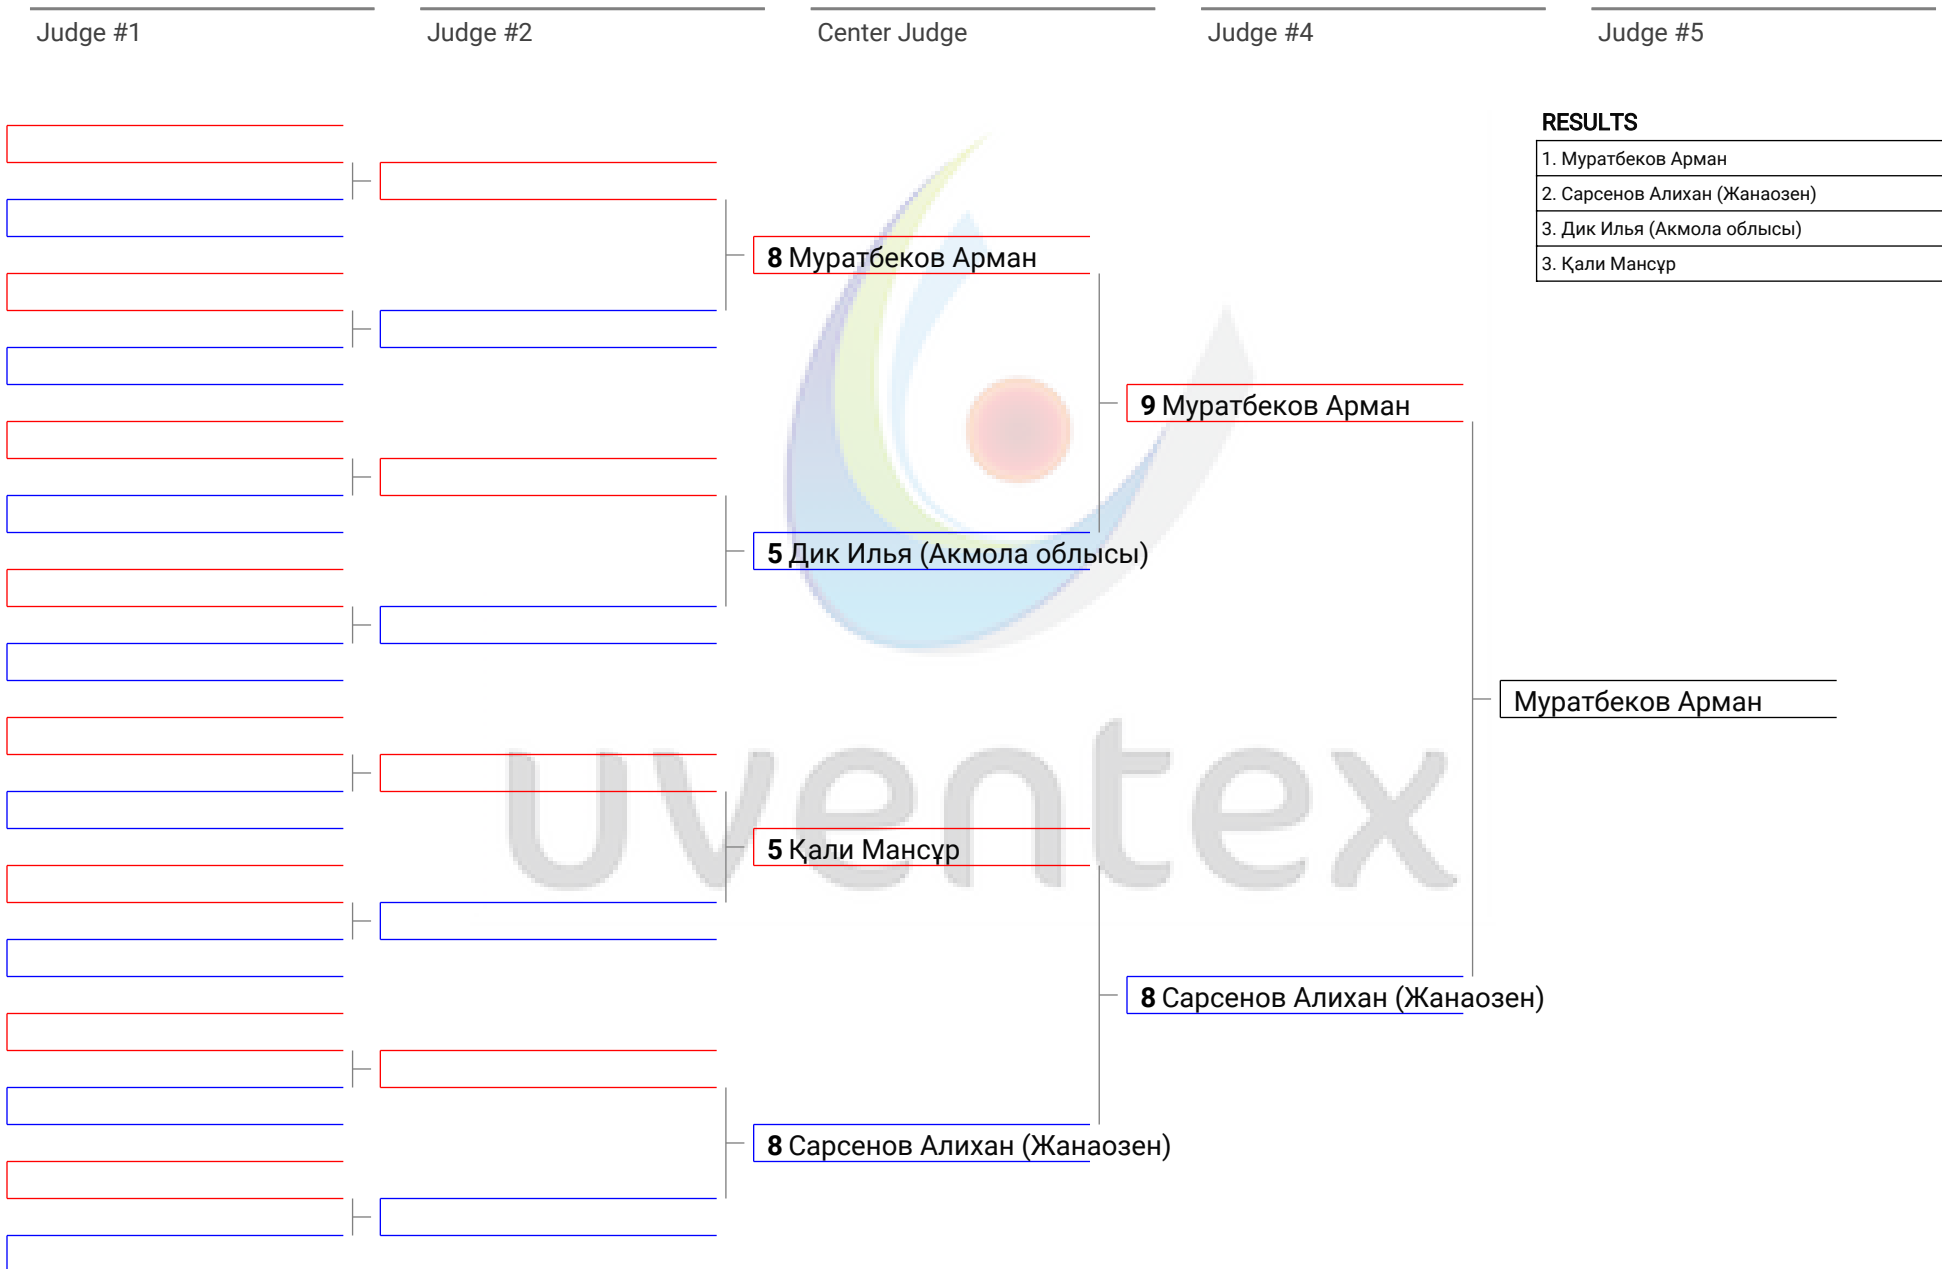 Judge #1
Judge #2
Center Judge
Judge #4
Judge #5
RESULTS
1. Муратбеков Арман
2. Сарсенов Алихан (Жанаозен)
3. Дик Илья (Акмола облысы)
3. Қали Мансұр
8 Муратбеков Арман
9 Муратбеков Арман
5 Дик Илья (Акмола облысы)
Муратбеков Арман
uventex
5 Қали Мансұр
8 Сарсенов Алихан (Жанаозен)
8 Сарсенов Алихан (Жанаозен)